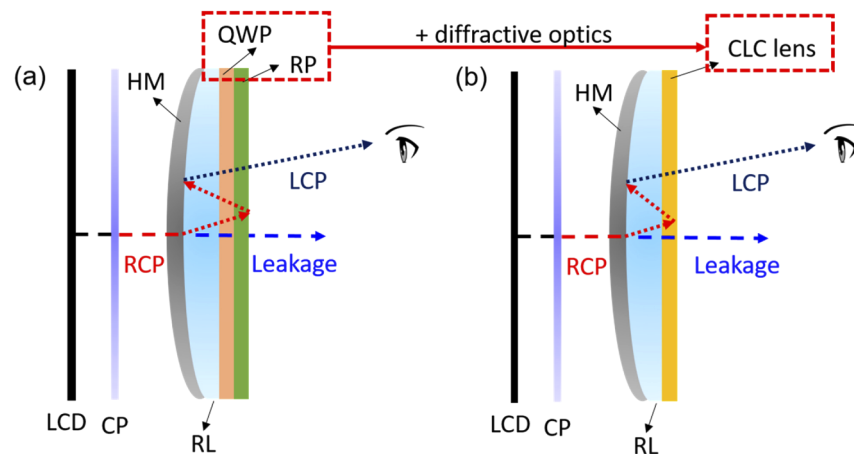 QWP
RP
+ diffractive optics
CLC lens
(a)
HM
LCP
RCP
Leakage
LCD
CP
RL
(b)
HM
LCP
RCP
Leakage
LCD
CP
RL